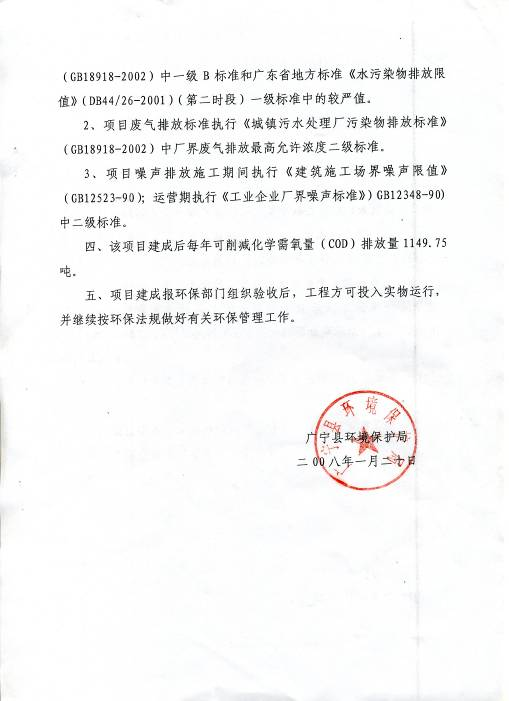 (GB18918-2002) 中一级 B 标准和广东省地方标准《水污染物排放限
值》(DB44/26-2001)(第二时段) 一级标准中的较严值。
2、项目废气排放标准执行《城镇污水处理厂污染物排放标准》
(GB18918-2002) 中厂界废气排放最高允许浓度二级标准。
3、项目噪声排放施工期间执行《建筑施工场界噪声限值》
(GB12523-90); 运营期执行《工业企业厂界噪声标准》) GB12348-90)
中二级标准。
四、该项目建成后每年可削减化学需氧量 (COD) 排放量 1149.75
吨。
五、项目建成报环保部门组织验收后，工程方可投入实物运行，
并继续按环保法规做好有关环保管理工作。
广宁县环境保护局
广宁县环境保护局
二 00 八年一月二十日